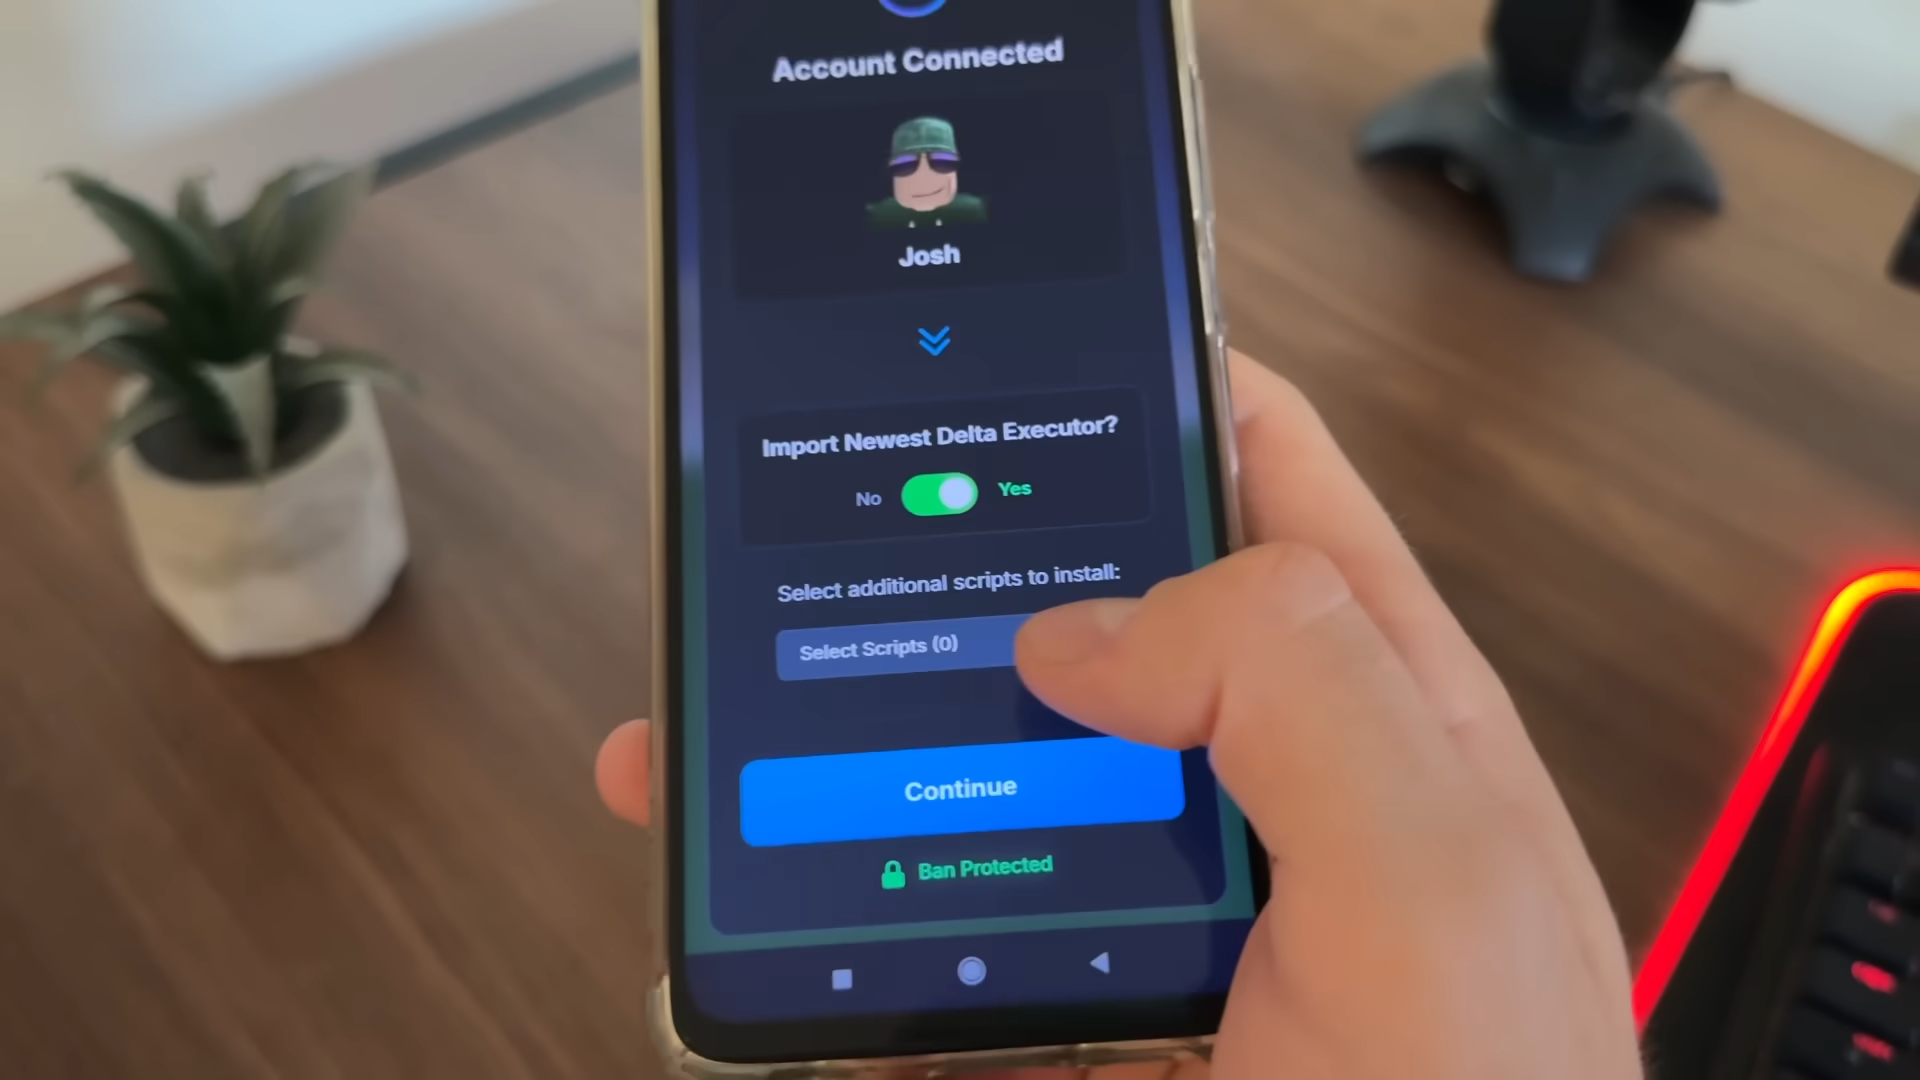 Account Connected
Josh
Import Newest Delta Executor?
No
Yes
Select additional scripts to install:
Select Scripts (0)
Continue
Ban Protected